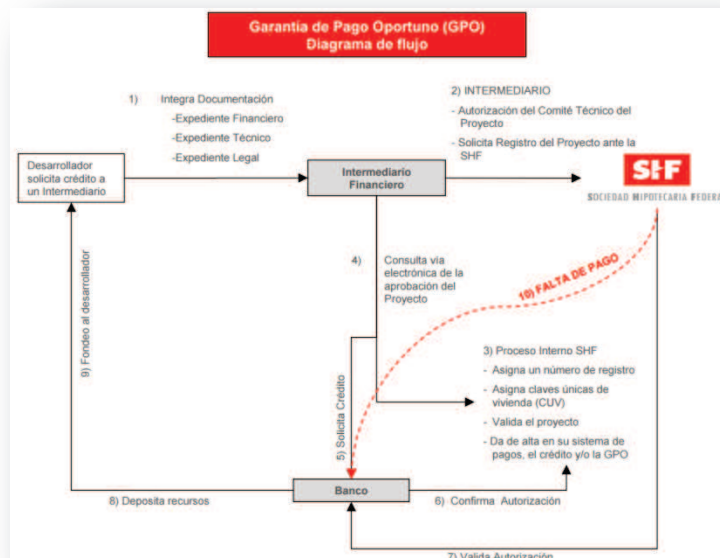 Garantía de Pago Oportuno (GPO)
Diagrama de flujo
1) Integra Documentación
-Expediente Financiero
-Expediente Técnico
-Expediente Legal
2) INTERMEDIARIO
- Autorización del Comité Técnico del
Proyecto
- Solicita Registro del Proyecto ante la
SHF
Desarrollador
solicita crédito a
un Intermediario
Intermediario
Financiero
SHF
SOCIEDAD HIPOTECARIA FEDERAL
4) Consulta vía
electrónica de la
aprobación del
Proyecto
10) FALTA DE PAGO
9) Fondeo al desarrollador
3) Proceso Interno SHF
- Asigna un número de registro
- Asigna claves únicas de
vivienda (CUV)
- Valida el proyecto
- Da de alta en su sistema de
pagos, el crédito y/o la GPO
5) Solicita Crédito
Banco
8) Deposita recursos
6) Confirma Autorización
7) Valida Autorización